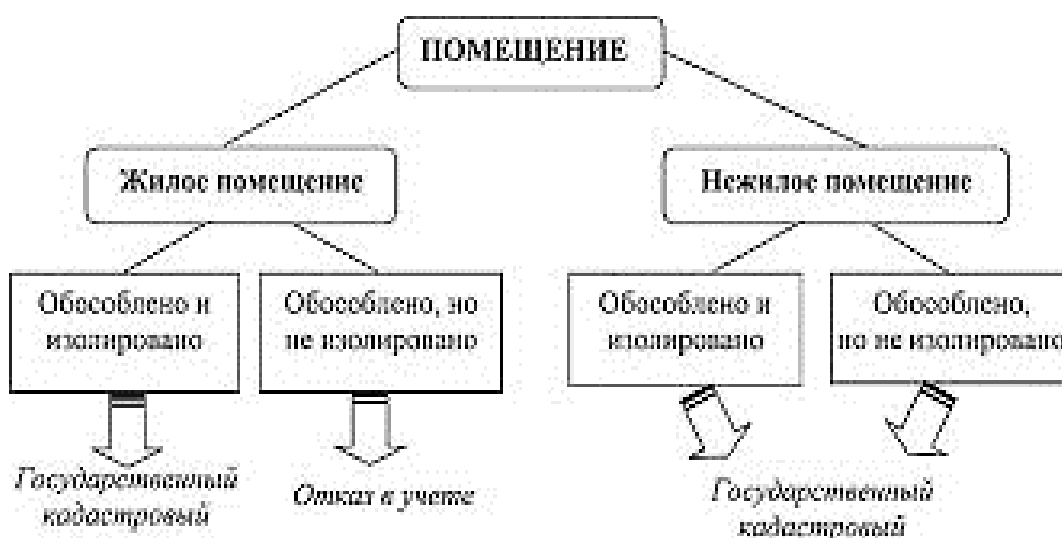 ПОМЕЩЕНИЕ
Жилое помещение
Нежилое помещение
Обособлено и
изолировано
Обособлено, но
не изолировано
Обособлено и
изолировано
Обособлено,
но не изолировано
Государственный
кадастровый
Отказ в учете
Государственный
кадастровый